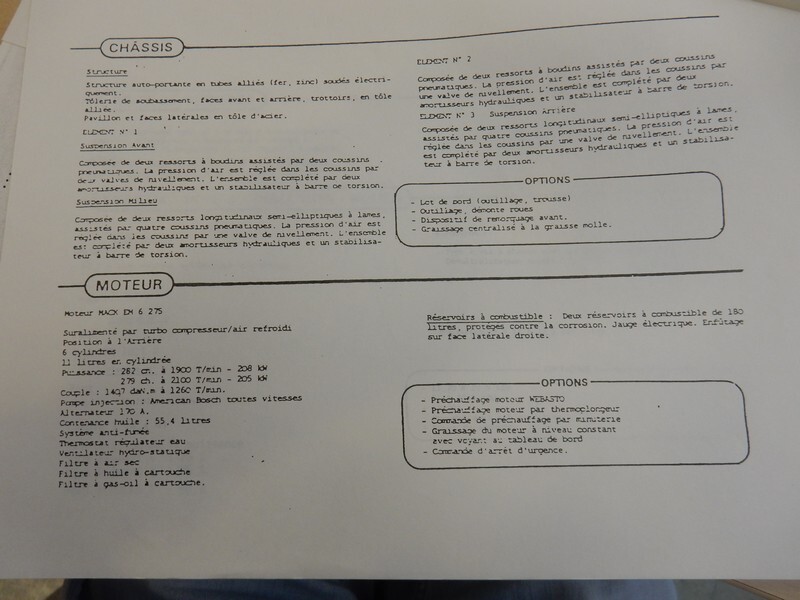 CHÂSSIS
Structure
Structure auto-portante en tubes alliés (fer, zinc) soudés électri-
quement.
Tôlerie de soubassement, faces avant et arrière, trottoirs, en tôle
alliée.
Pavillon et faces latérales en tôle d'acier.
ELEMENT N° 1
Suspension Avant
Composée de deux ressorts à boudins assistés par deux coussins
pneumatiques. La pression d'air est réglée dans les coussins par
deux valves de nivellement. L'ensemble est complété par deux
amortisseurs hydrauliques et un stabilisateur à barre de torsion.
Suspension Milieu
Composée de deux ressorts longitudinaux semi-elliptiques à lames,
assistés par quatre coussins pneumatiques. La pression d'air est
réglée dans les coussins par une valve de nivellement. L'ensemble
est complété par deux amortisseurs hydrauliques et un stabilisa-
teur à barre de torsion.
ELEMENT N° 2
Composée de deux ressorts à boudins assistés par deux coussins
pneumatiques. La pression d'air est réglée dans les coussins par
une valve de nivellement. L'ensemble est complété par deux
amortisseurs hydrauliques et un stabilisateur à barre de torsion.
ELEMENT N° 3 Suspension Arrière
Composée de deux ressorts longitudinaux semi-elliptiques à lames,
assistés par quatre coussins pneumatiques. La pression d'air est
réglée dans les coussins par une valve de nivellement. L'ensemble
est complété par deux amortisseurs hydrauliques et un stabilisa-
teur à barre de torsion.
OPTIONS
- Lot de bord (outillage, trousse)
- Outillage, démonte roues
- Dispositif de remorquage avant.
- Graissage centralisé à la graisse molle.
MOTEUR
Moteur MACK EM 6 275
Suralimenté par turbo compresseur/air refroidi
Position à l'Arrière
6 cylindres
11 litres en cylindrée
Puissance : 282 ch. à 1900 T/min - 208 kW
279 ch. à 2100 T/min - 205 kW
Couple : 140,7 daN.m à 1260 T/min.
Pompe injection : American Bosch toutes vitesses
Alternateur 170 A.
Contenance huile : 55,4 litres
Système anti-fumée
Thermostat régulateur eau
Ventilateur hydro-statique
Filtre à air sec
Filtre à huile à cartouche
Filtre à gas-oil à cartouche.
Réservoirs à combustible : Deux réservoirs à combustible de 180
litres, protégés contre la corrosion. Jauge électrique. Enfûtage
sur face latérale droite.
OPTIONS
- Préchauffage moteur WEBASTO
- Préchauffage moteur par thermoplongeur
- Commande de préchauffage par minuterie
- Graissage du moteur à niveau constant
avec voyant au tableau de bord
- Commande d'arrêt d'urgence.